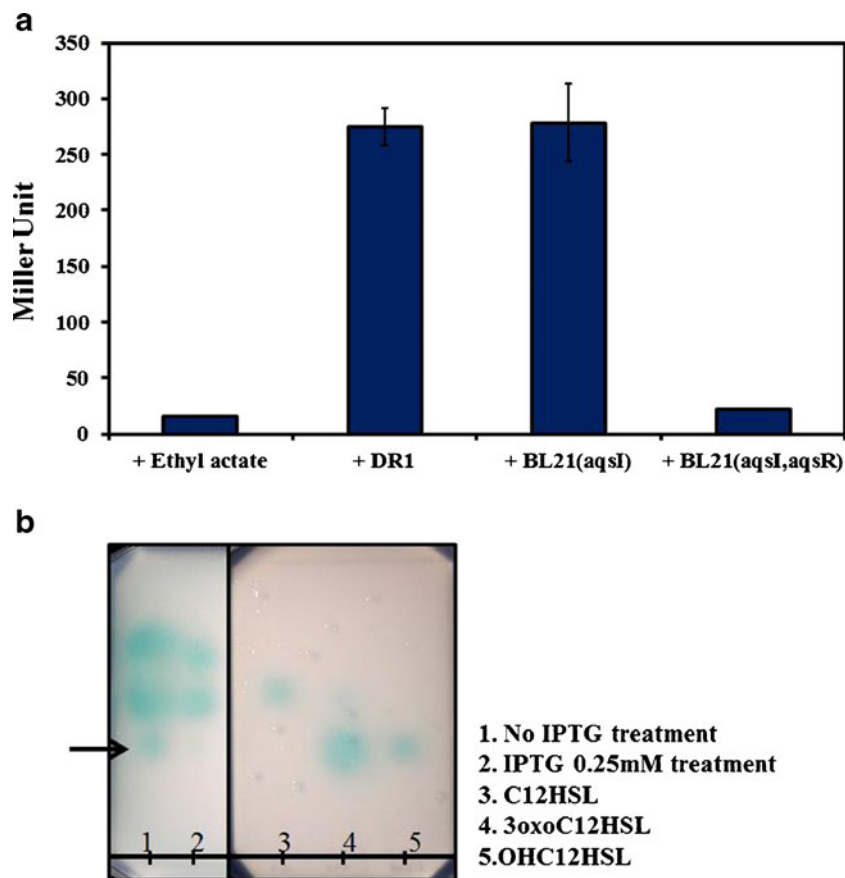 a
350
300
250
200
150
100
50
0
Miller Unit
+ Ethyl actate + DR1 + BL21(aqsI) + BL21(aqsI,aqsR)
b
1 2 3 4 5
1. No IPTG treatment
2. IPTG 0.25mM treatment
3. C12HSL
4. 3oxoC12HSL
5.OHC12HSL